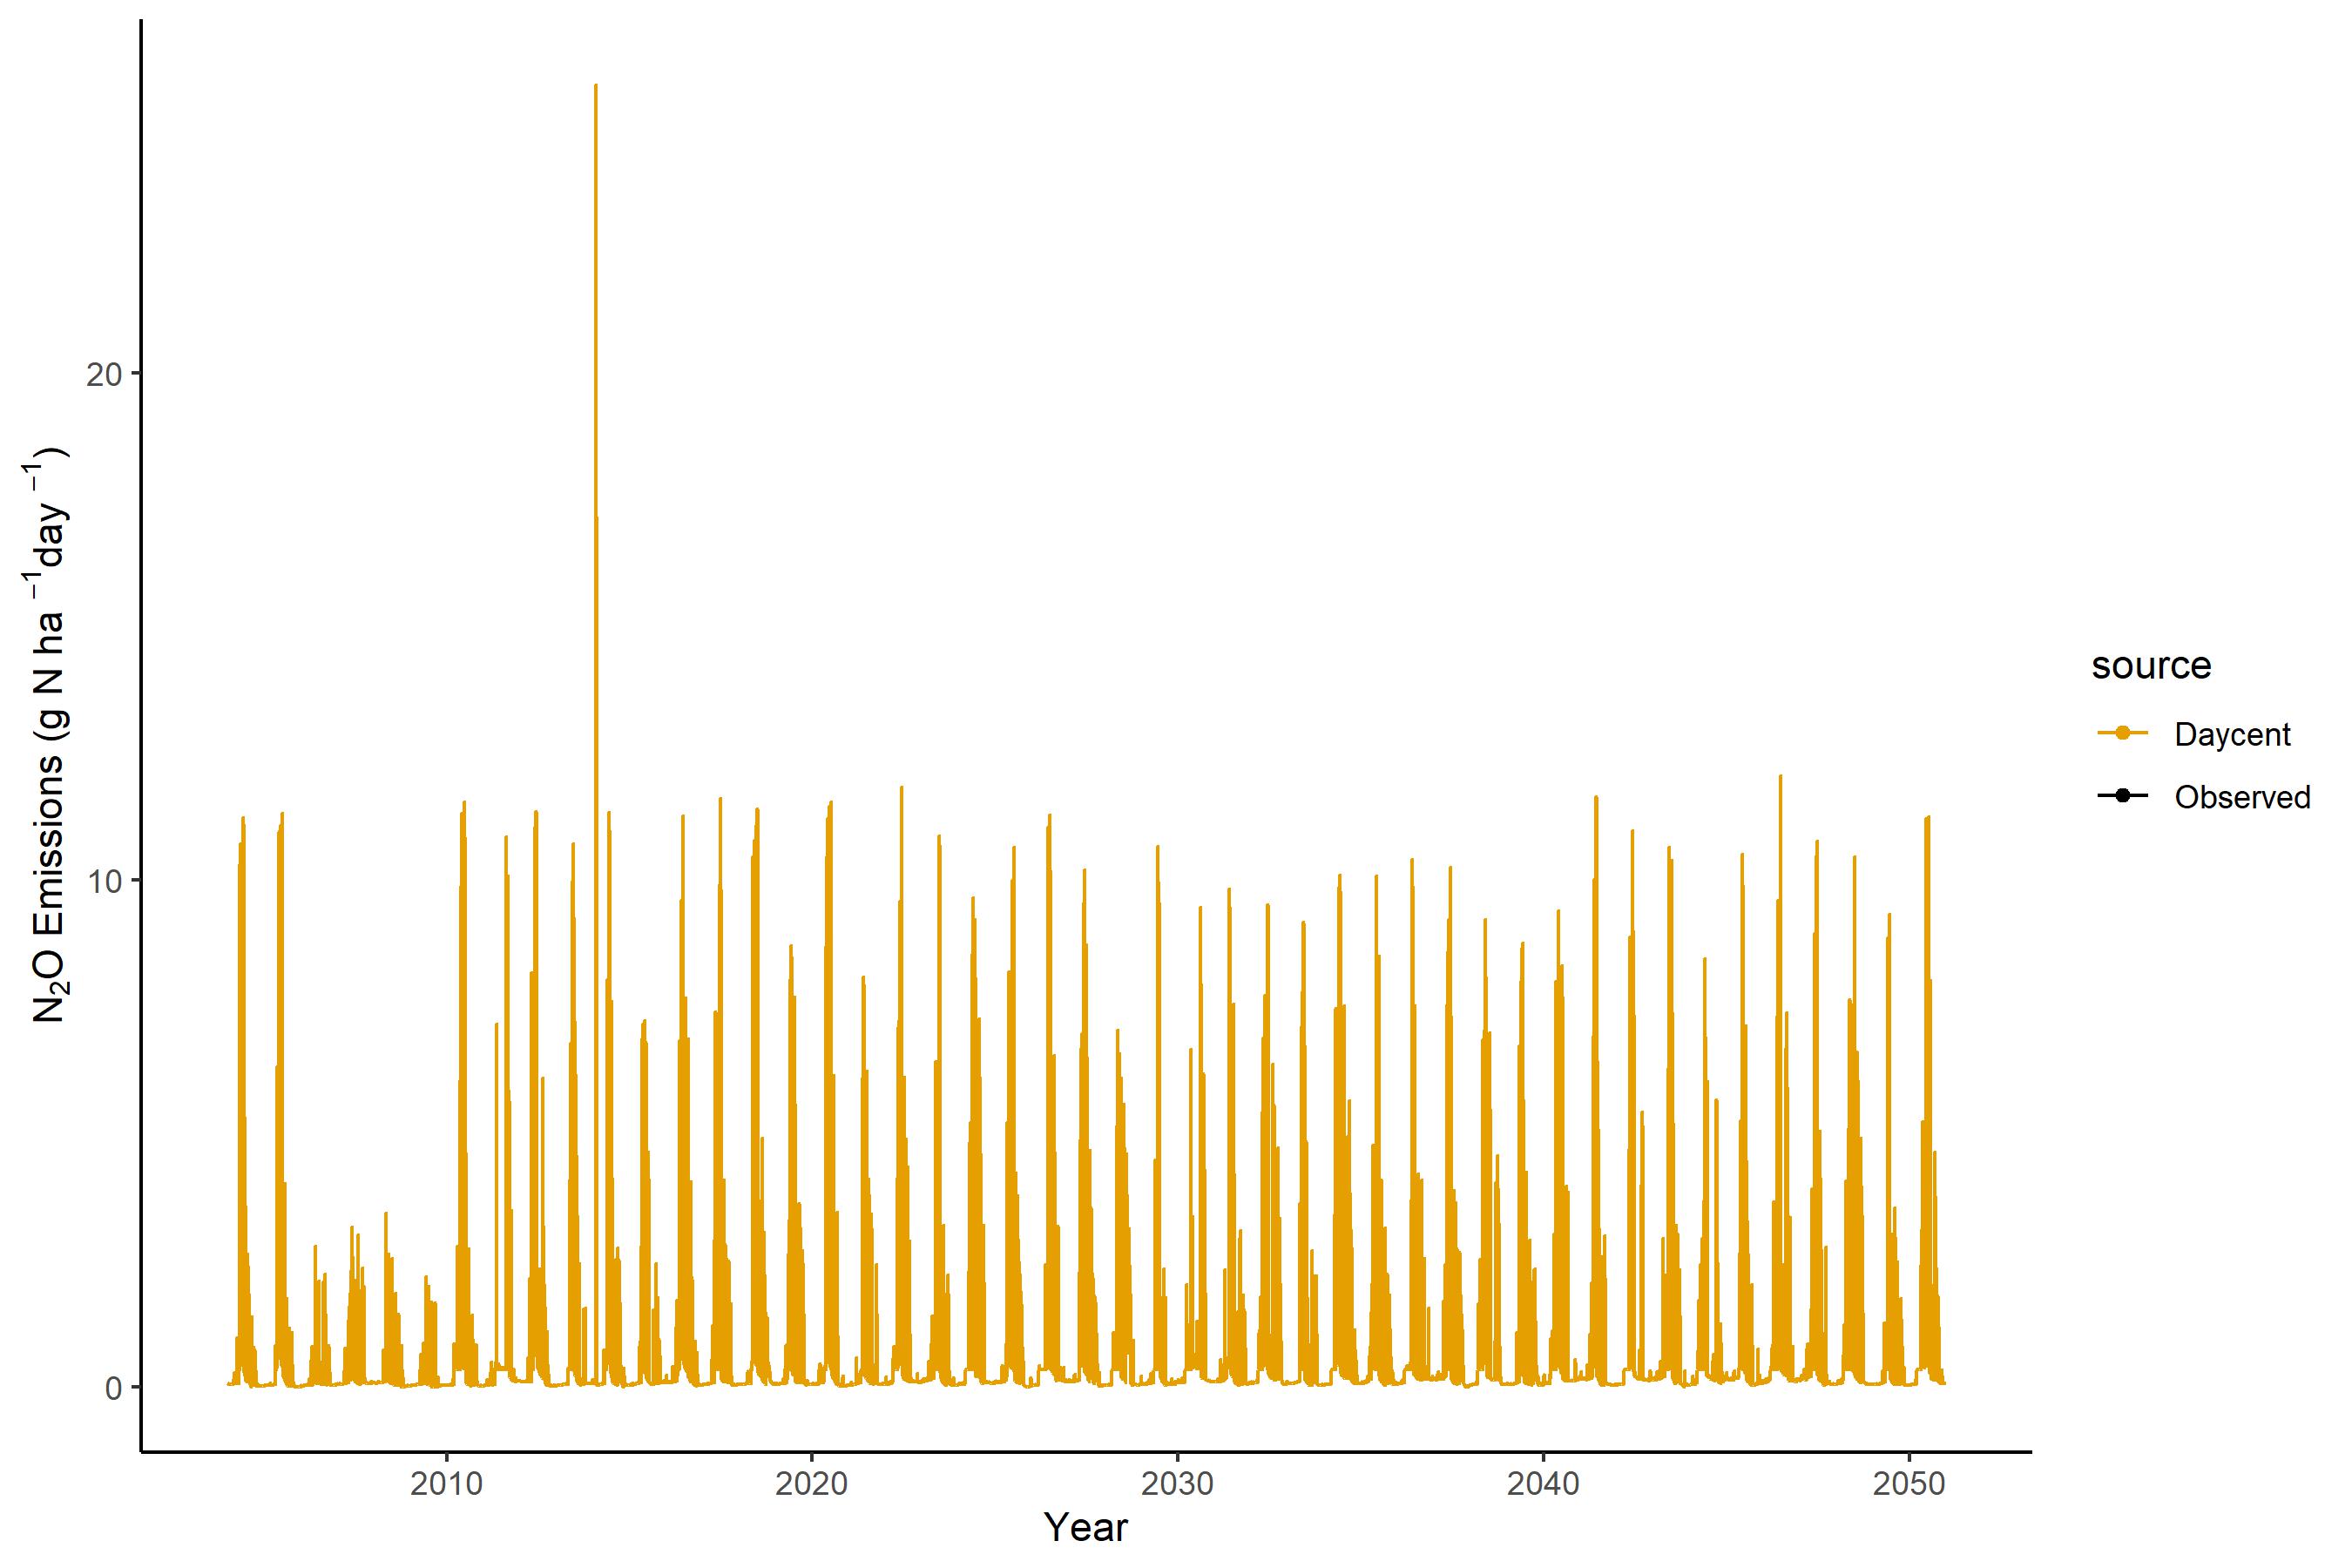 N₂O Emissions (g N ha ⁻¹day ⁻¹)
20
10
0
2010 2020 2030 2040 2050
Year
source
Daycent
Observed